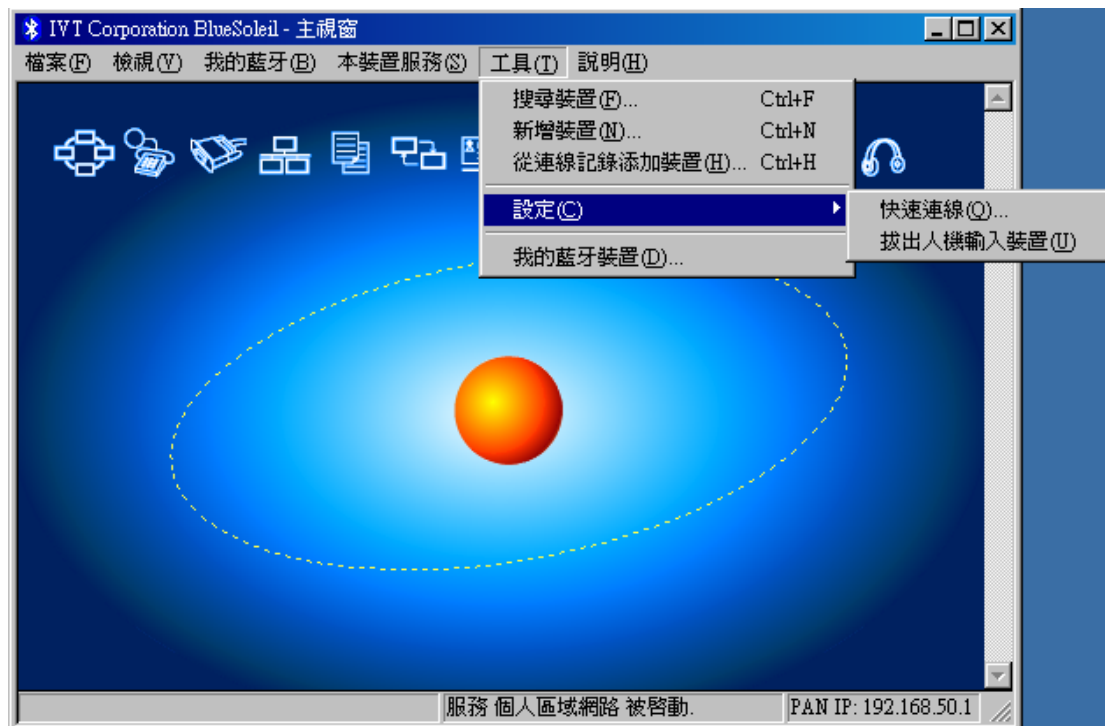 IVT Corporation BlueSoleil - 主視窗
檔案(F) 檢視(V) 我的藍牙(B) 本裝置服務(S) 工具(T) 説明(H)
搜尋裝置(F)... Ctrl+F
新增裝置(N)... Ctrl+N
從連線記錄添加裝置(H)... Ctrl+H
設定(C)
快速連線(Q)...
拔出人機輸入裝置(U)
我的藍牙裝置(D)...
服務 個人區域網路 被啓動.
PAN IP: 192.168.50.1